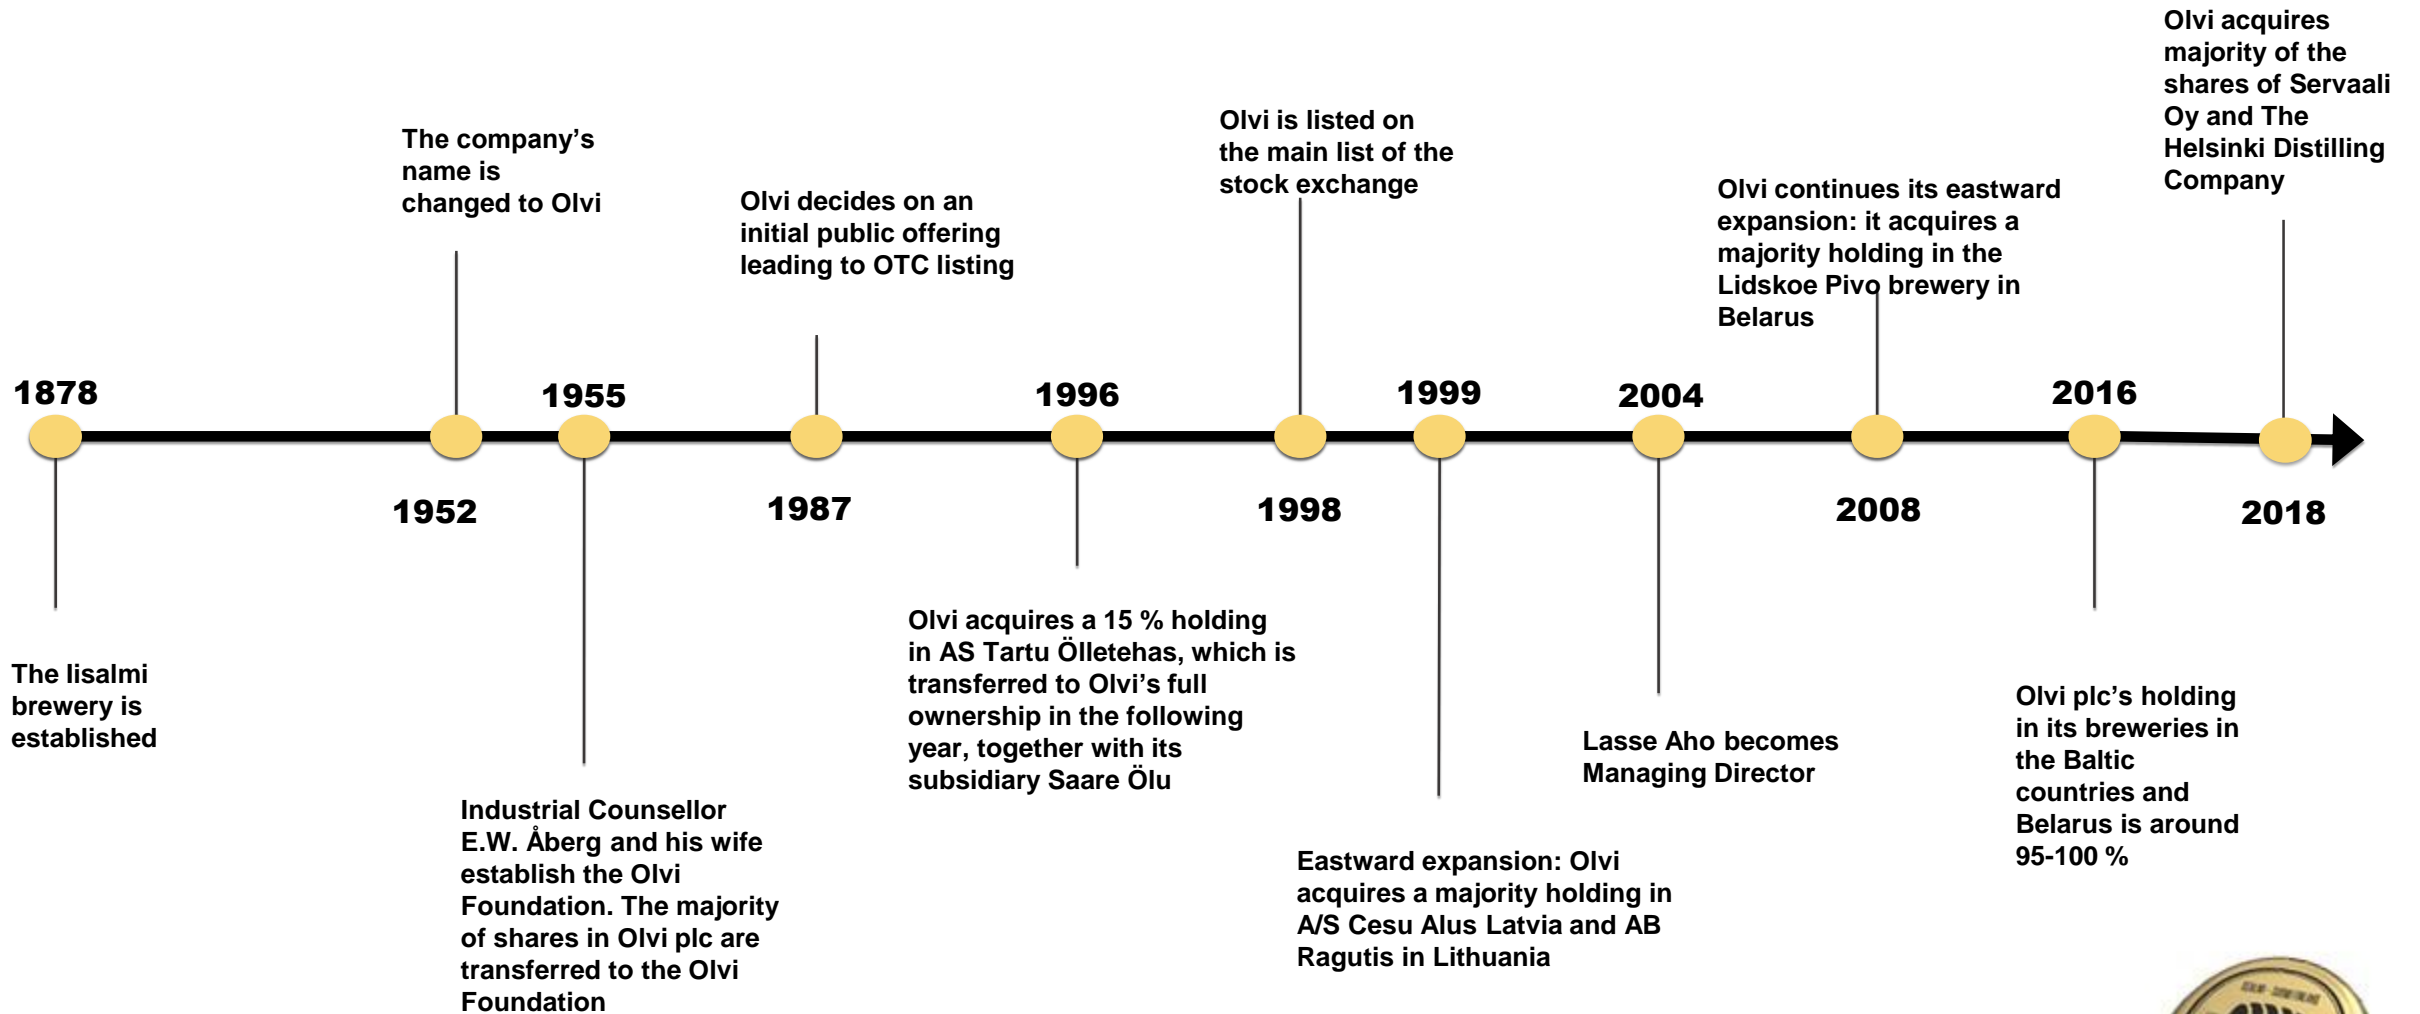 1878
The Iisalmi
brewery is
established
The company’s
name is
changed to Olvi
1952
1955
Industrial Counsellor
E.W. Åberg and his wife
establish the Olvi
Foundation. The majority
of shares in Olvi plc are
transferred to the Olvi
Foundation
Olvi decides on an
initial public offering
leading to OTC listing
1987
1996
Olvi acquires a 15 % holding
in AS Tartu Ölletehas, which is
transferred to Olvi’s full
ownership in the following
year, together with its
subsidiary Saare Ölu
Olvi is listed on
the main list of the
stock exchange
1998
1999
Eastward expansion: Olvi
acquires a majority holding in
A/S Cesu Alus Latvia and AB
Ragutis in Lithuania
2004
Lasse Aho becomes
Managing Director
Olvi continues its eastward
expansion: it acquires a
majority holding in the
Lidskoe Pivo brewery in
Belarus
2008
2016
Olvi plc’s holding
in its breweries in
the Baltic
countries and
Belarus is around
95-100 %
Olvi acquires
majority of the
shares of Servaali
Oy and The
Helsinki Distilling
Company
2018